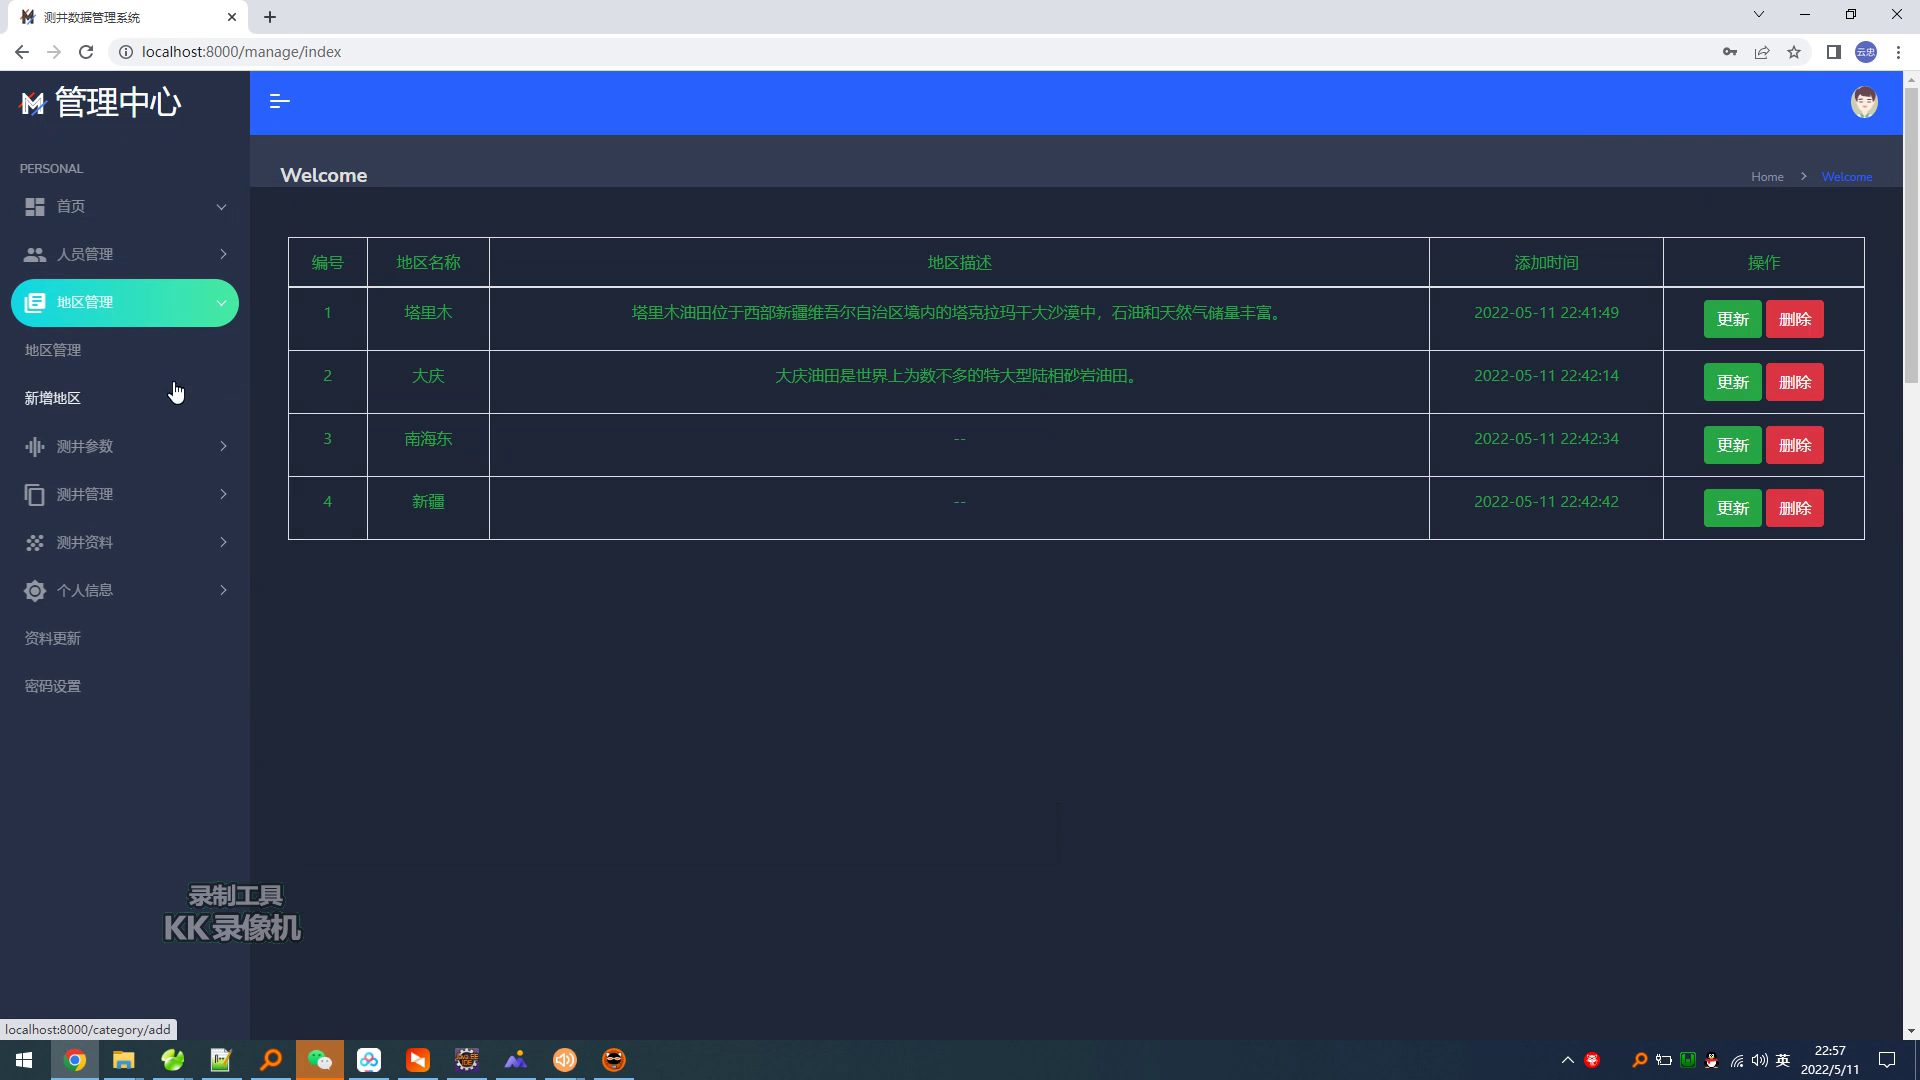 测井数据管理系统
localhost:8000/manage/index
云忠
管理中心
PERSONAL
首页
人员管理
地区管理
地区管理
新增地区
测井参数
测井管理
测井资料
个人信息
资料更新
密码设置
Welcome
Home Welcome
编号 地区名称 地区描述 添加时间 操作
1 塔里木 塔里木油田位于西部新疆维吾尔自治区境内的塔克拉玛干大沙漠中，石油和天然气储量丰富。 2022-05-11 22:41:49 更新 删除
2 大庆 大庆油田是世界上为数不多的特大型陆相砂岩油田。 2022-05-11 22:42:14 更新 删除
3 南海东 -- 2022-05-11 22:42:34 更新 删除
4 新疆 -- 2022-05-11 22:42:42 更新 删除
录制工具
KK录像机
localhost:8000/category/add
英
22:57
2022/5/11